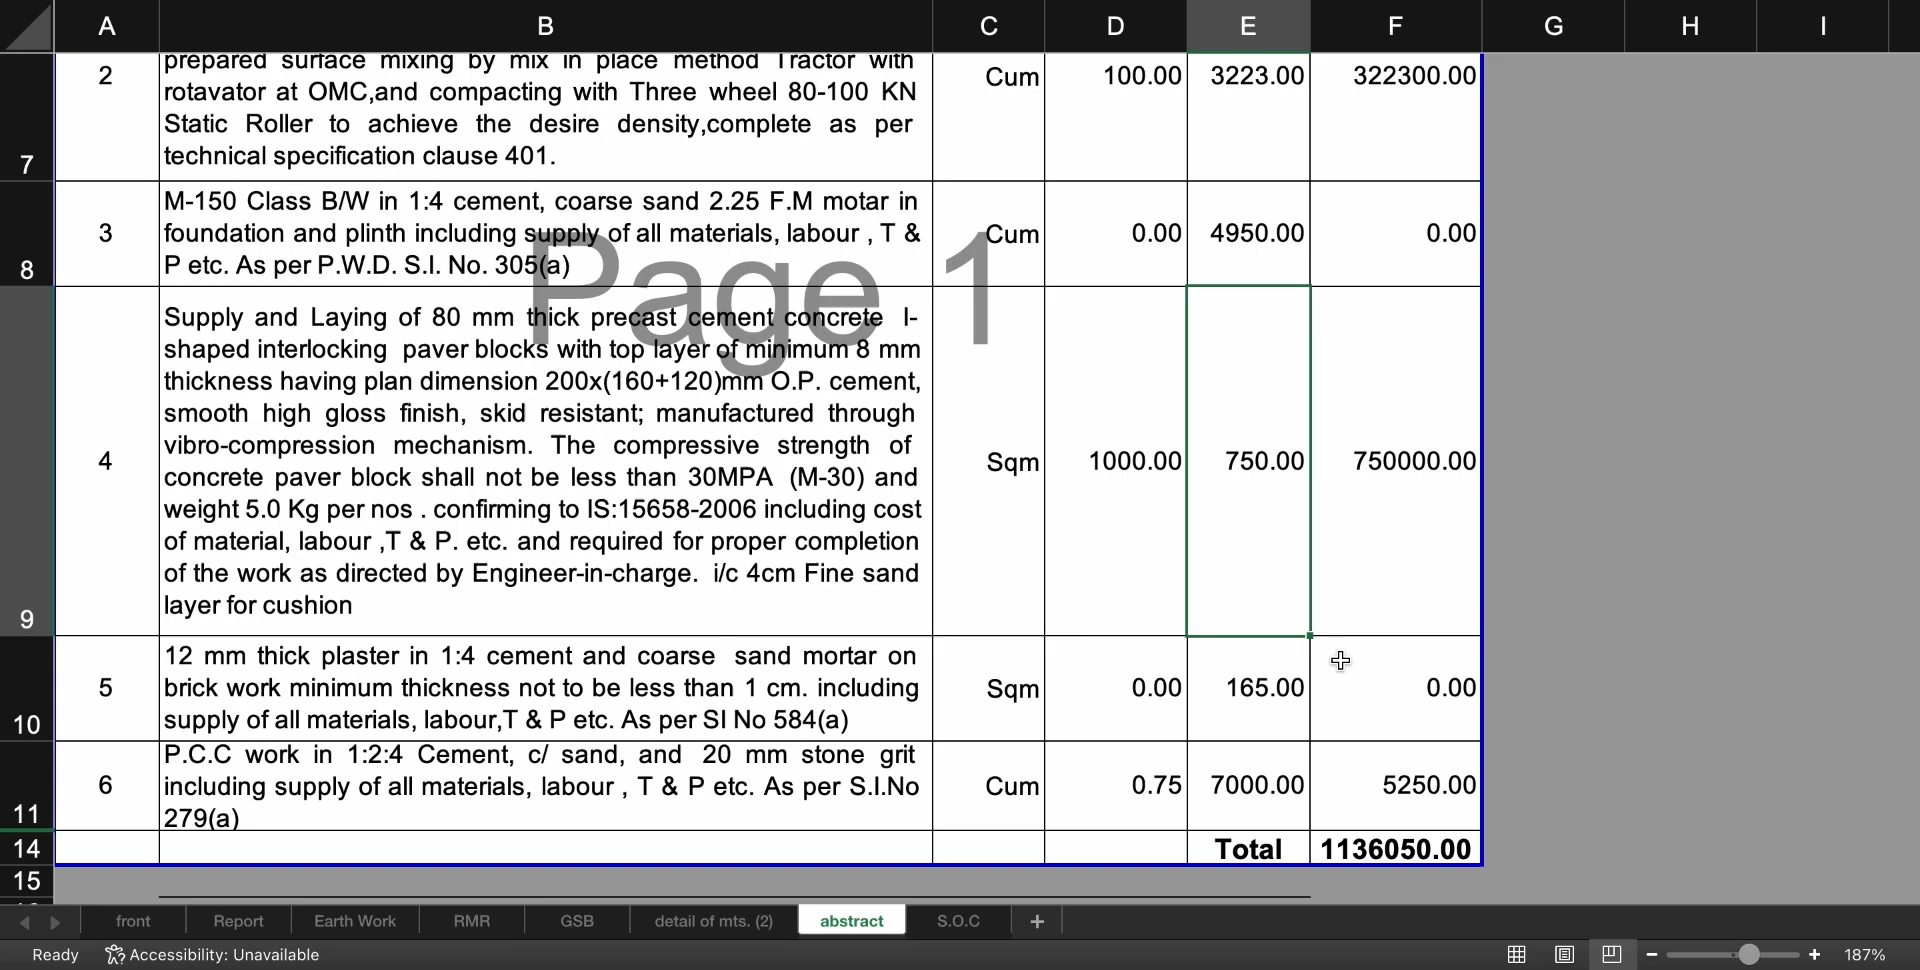 A B C D E F G H I
prepared surface mixing by mix in place method Tractor with
2 rotavator at OMC,and compacting with Three wheel 80-100 KN Cum 100.00 3223.00 322300.00
Static Roller to achieve the desire density,complete as per
7 technical specification clause 401.
M-150 Class B/W in 1:4 cement, coarse sand 2.25 F.M motar in
3 foundation and plinth including supply of all materials, labour , T & Cum 0.00 4950.00 0.00
8 P etc. As per P.W.D. S.I. No. 305(a)
Page 1
Supply and Laying of 80 mm thick precast cement concrete I-
shaped interlocking paver blocks with top layer of minimum 8 mm
thickness having plan dimension 200x(160+120)mm O.P. cement,
smooth high gloss finish, skid resistant; manufactured through
vibro-compression mechanism. The compressive strength of
4 concrete paver block shall not be less than 30MPA (M-30) and Sqm 1000.00 750.00 750000.00
weight 5.0 Kg per nos . confirming to IS:15658-2006 including cost
of material, labour ,T & P. etc. and required for proper completion
of the work as directed by Engineer-in-charge. i/c 4cm Fine sand
9 layer for cushion
12 mm thick plaster in 1:4 cement and coarse sand mortar on
5 brick work minimum thickness not to be less than 1 cm. including Sqm 0.00 165.00 0.00
10 supply of all materials, labour,T & P etc. As per SI No 584(a)
P.C.C work in 1:2:4 Cement, c/ sand, and 20 mm stone grit
6 including supply of all materials, labour , T & P etc. As per S.I.No Cum 0.75 7000.00 5250.00
11 279(a)
14 Total 1136050.00
15
front Report Earth Work RMR GSB detail of mts. (2) abstract S.O.C +
Ready Accessibility: Unavailable − + 187%